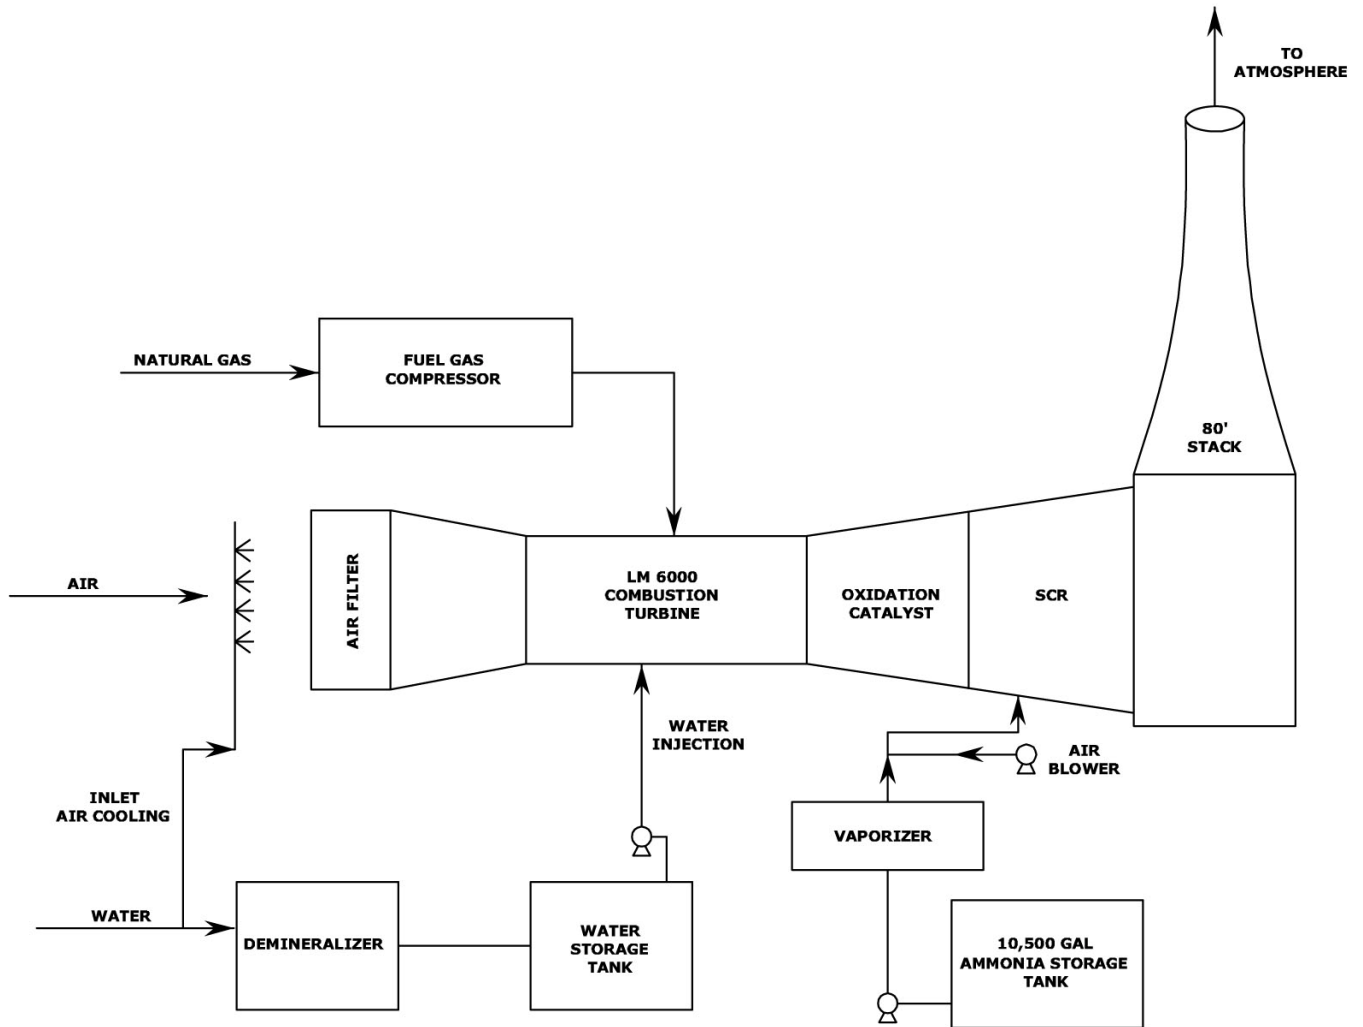 TO
ATMOSPHERE
NATURAL GAS
FUEL GAS
COMPRESSOR
80'
STACK
AIR
AIR FILTER
LM 6000
COMBUSTION
TURBINE
OXIDATION
CATALYST
SCR
WATER
INJECTION
AIR
BLOWER
INLET
AIR COOLING
VAPORIZER
WATER
DEMINERALIZER
WATER
STORAGE
TANK
10,500 GAL
AMMONIA STORAGE
TANK